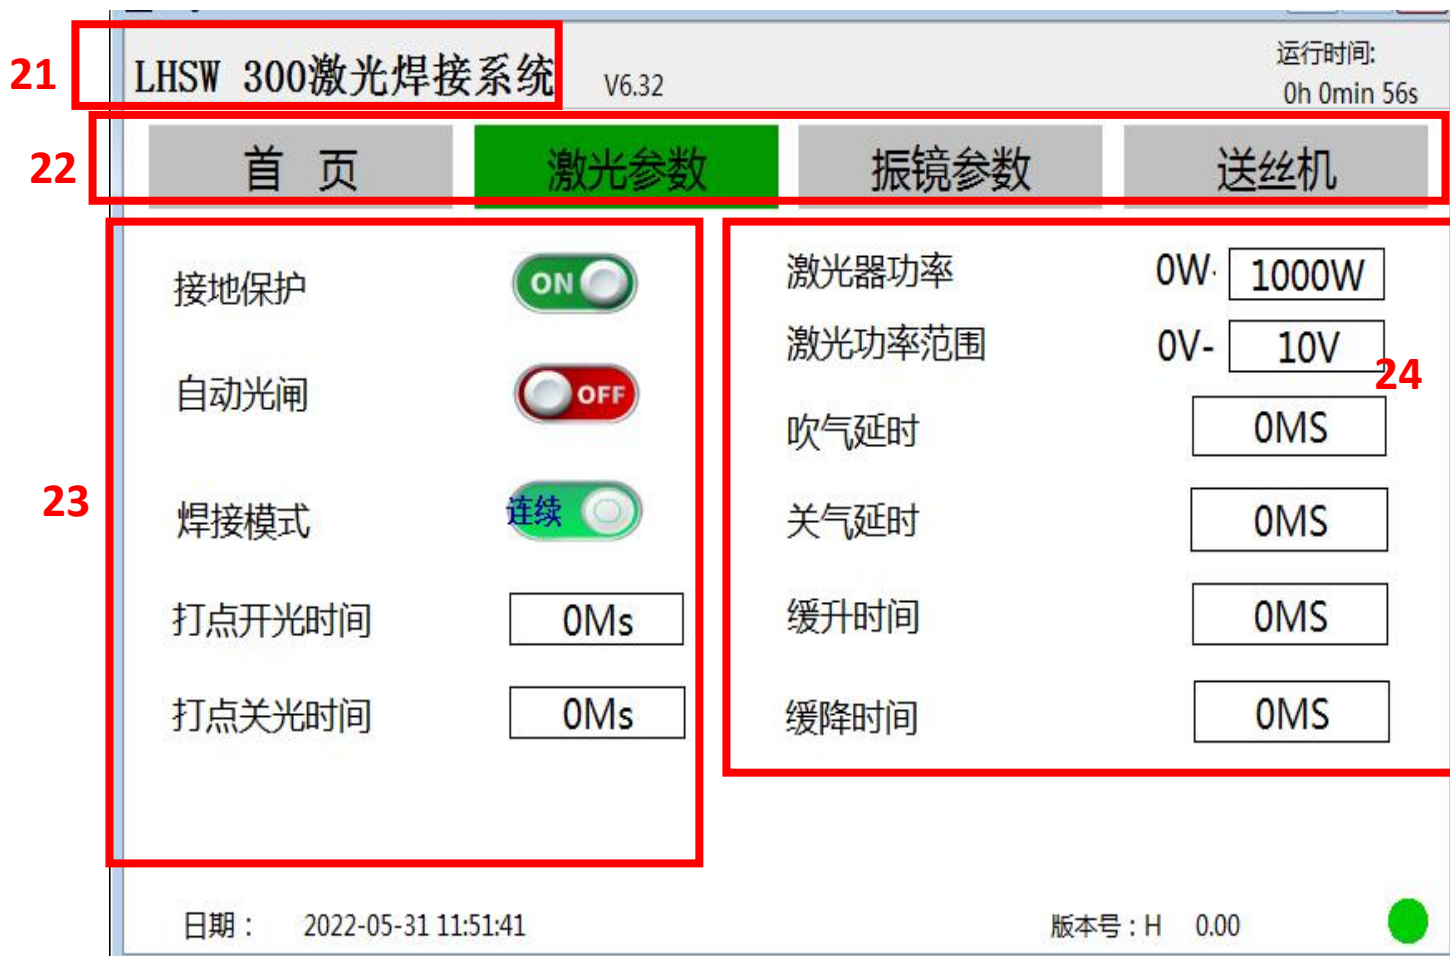 21
LHSW 300激光焊接系统 V6.32
运行时间:
0h 0min 56s
22
首 页 激光参数 振镜参数 送丝机
接地保护 ON
自动光闸 OFF
23
焊接模式 连续
打点开光时间 0Ms
打点关光时间 0Ms
激光器功率 0W- 1000W
激光功率范围 0V- 10V
24
吹气延时 0MS
关气延时 0MS
缓升时间 0MS
缓降时间 0MS
日期： 2022-05-31 11:51:41
版本号：H 0.00